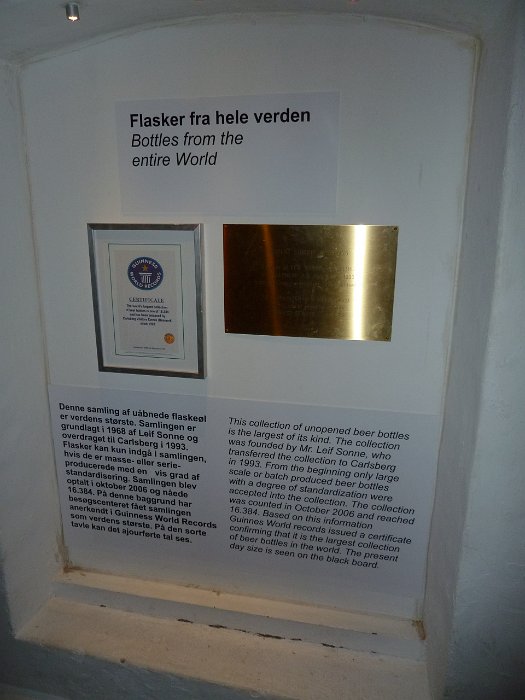 Flasker fra hele verden
Bottles from the
entire World
GUINNESS
WORLD RECORDS
CERTIFICATE
Denne samling af uåbnede flaskeøl
er verdens største. Samlingen er
grundlagt i 1968 af Leif Sonne og
overdraget til Carlsberg i 1993.
Flasker kan kun indgå i samlingen,
hvis de er masse- eller serie-
producerede med en vis grad af
standardisering. Samlingen blev
optalt i oktober 2006 og nåede
16.384. På denne baggrund har
besøgscenteret fået samlingen
anerkendt i Guinness World Records
som verdens største. På den sorte
tavle kan det ajourførte tal ses.
This collection of unopened beer bottles
is the largest of its kind. The collection
was founded by Mr. Leif Sonne, who
transferred the collection to Carlsberg
in 1993. From the beginning only large
scale or batch produced beer bottles
with a degree of standardization were
accepted into the collection. The collection
was counted in October 2006 and reached
16.384. Based on this information
Guinnes World records issued a certificate
confirming that it is the largest collection
of beer bottles in the world. The present
day size is seen on the black board.